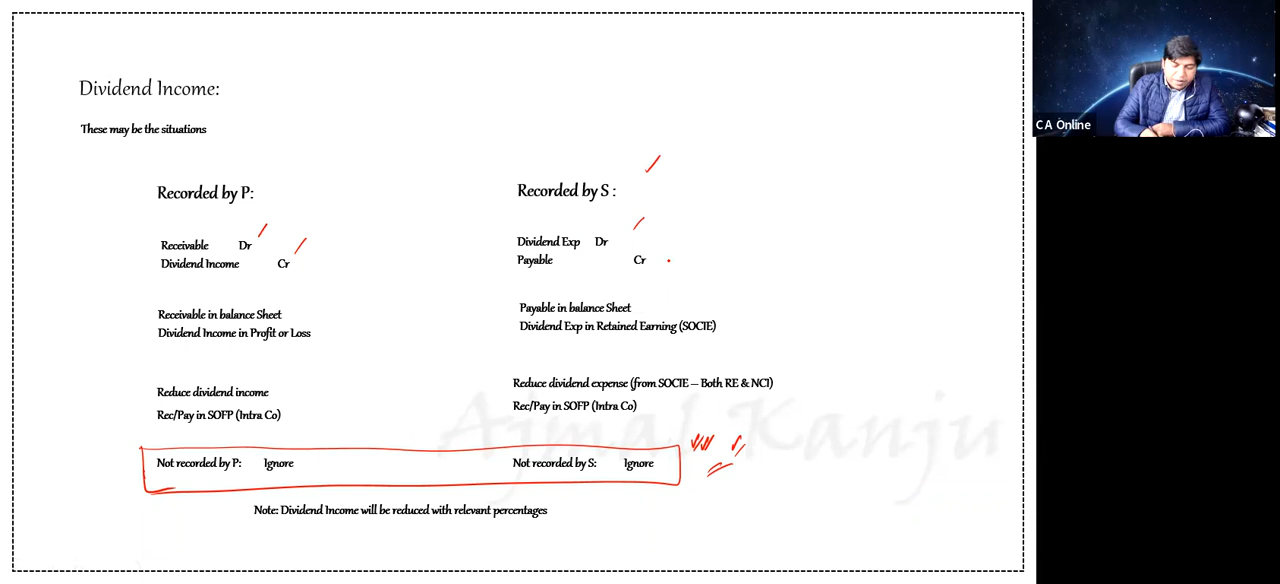 Dividend Income:
These may be the situations
Recorded by P:
Receivable Dr
Dividend Income Cr
Receivable in balance Sheet
Dividend Income in Profit or Loss
Reduce dividend income
Rec/Pay in SOFP (Intra Co)
Recorded by S :
Dividend Exp Dr
Payable Cr
Payable in balance Sheet
Dividend Exp in Retained Earning (SOCIE)
Reduce dividend expense (from SOCIE – Both RE & NCI)
Rec/Pay in SOFP (Intra Co)
Not recorded by P: Ignore
Not recorded by S: Ignore
Note: Dividend Income will be reduced with relevant percentages
Ajmal Kanju
C A Online